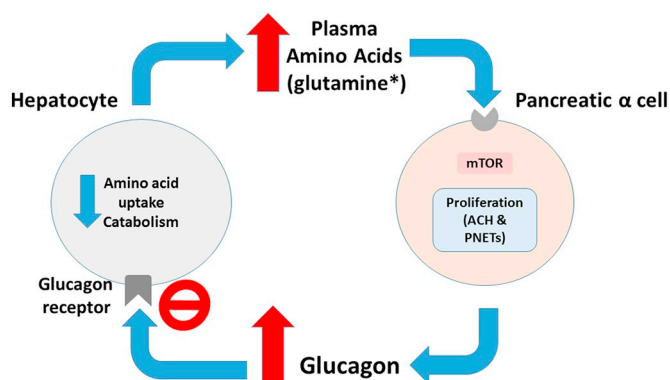 Plasma
Amino Acids
(glutamine*)
Hepatocyte
Pancreatic α cell
Amino acid
uptake
Catabolism
mTOR
Proliferation
(ACH &
PNETs)
Glucagon
receptor
Glucagon